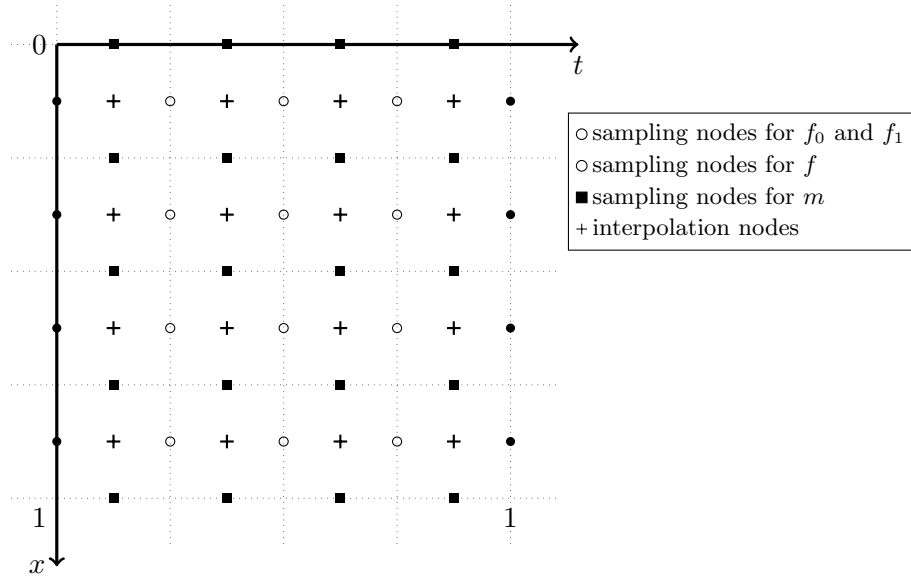 0
t
○ sampling nodes for f₀ and f₁
○ sampling nodes for f
■ sampling nodes for m
+ interpolation nodes
1 1
x